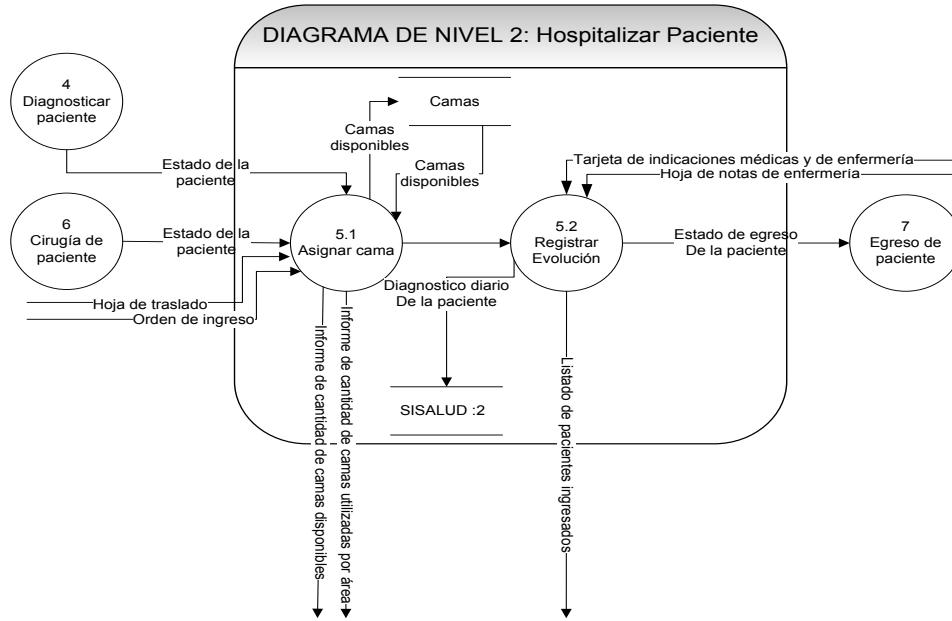 DIAGRAMA DE NIVEL 2: Hospitalizar Paciente
4
Diagnosticar
paciente
Camas
Camas
disponibles
Camas
disponibles
Estado de la
paciente
Tarjeta de indicaciones médicas y de enfermería
Hoja de notas de enfermería
6
Cirugía de
paciente
Estado de la
paciente
5.1
Asignar cama
5.2
Registrar
Evolución
Estado de egreso
De la paciente
7
Egreso de
paciente
Hoja de traslado
Orden de ingreso
Diagnostico diario
De la paciente
SISALUD :2
Informe de cantidad de camas disponibles
Informe de cantidad de camas utilizadas por área
Listado de pacientes ingresados